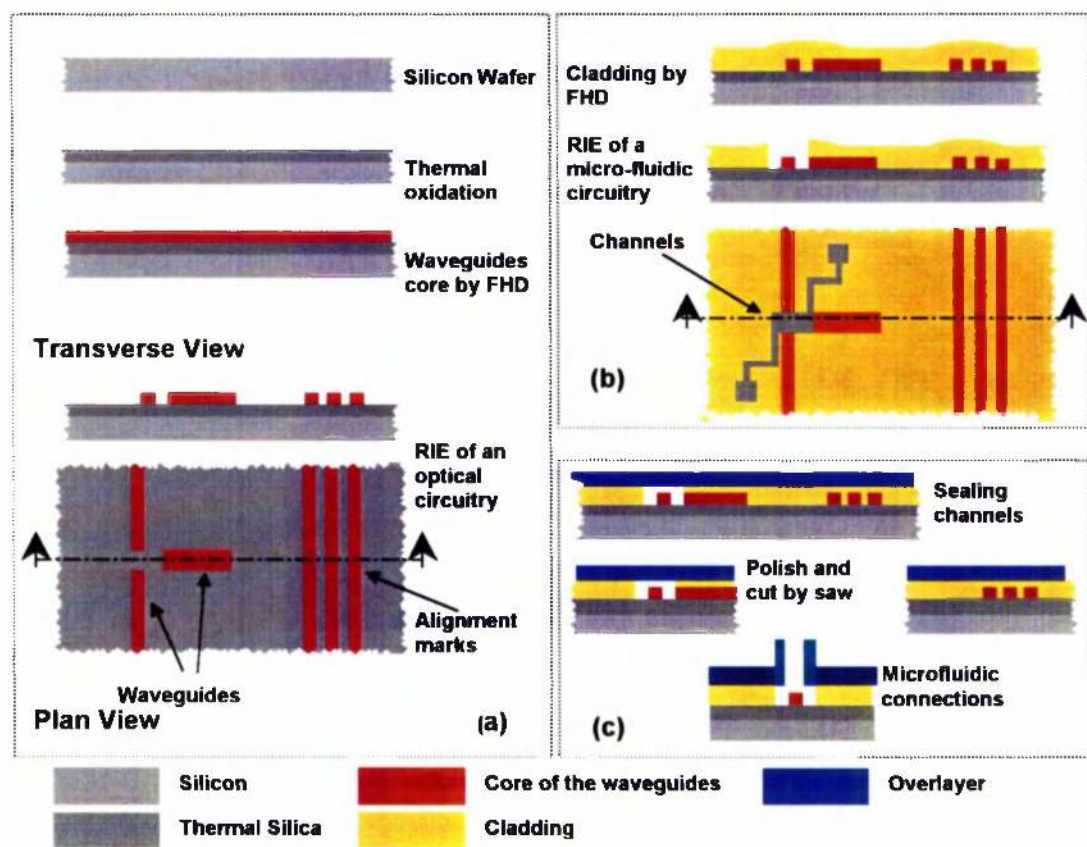 Silicon Wafer
Thermal
oxidation
Waveguides
core by FHD
Transverse View
RIE of an
optical
circuitry
Alignment
marks
Waveguides
Plan View
(a)
Cladding by
FHD
RIE of a
micro-fluidic
circuitry
Channels
(b)
Sealing
channels
Polish and
cut by saw
Microfluidic
connections
(c)
Silicon
Core of the waveguides
Overlayer
Thermal Silica
Cladding